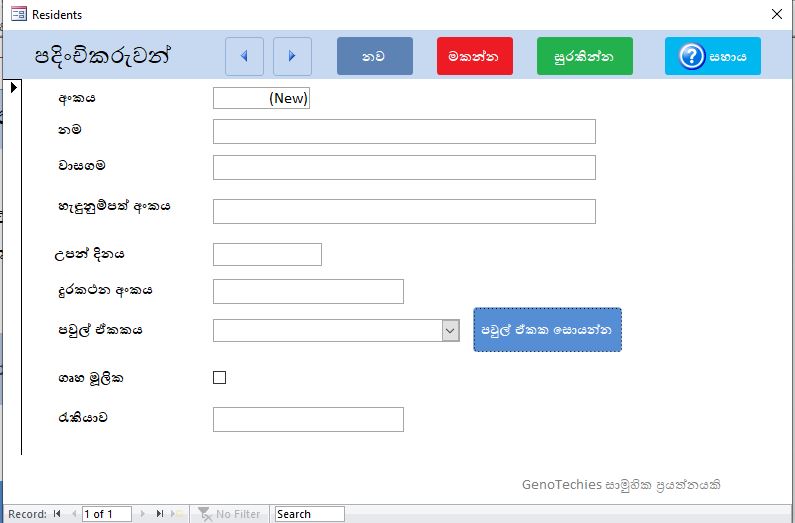 Residents
පදිංචිකරුවන් නව මකන්න සුරකින්න ? සහාය
අංකය (New)
නම
වාසගම
හැඳුනුම්පත් අංකය
උපන් දිනය
දුරකථන අංකය
පවුල් ඒකකය පවුල් ඒකක සොයන්න
ගෘහ මූලික
රැකියාව
GenoTechies සාමුහික ප්‍රයත්නයකි
Record: 1 of 1 No Filter Search